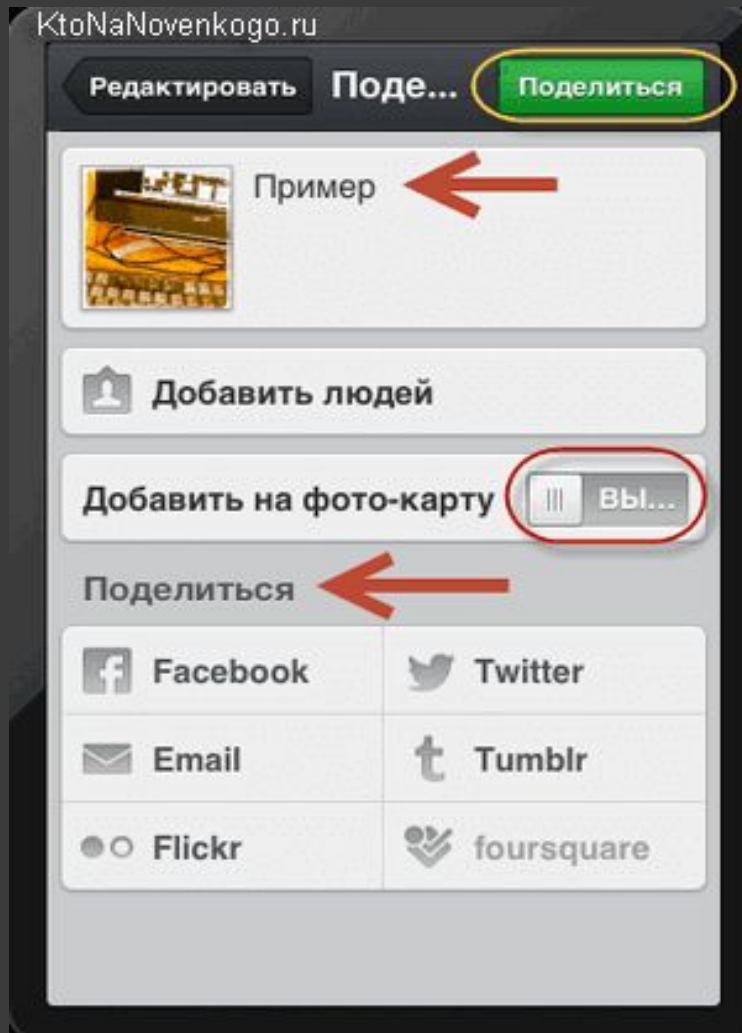 KtoNaNovenkogo.ru
Редактировать Поде... Поделиться
Пример
Добавить людей
Добавить на фото-карту ВЫ...
Поделиться
Facebook Twitter
Email Tumblr
Flickr foursquare